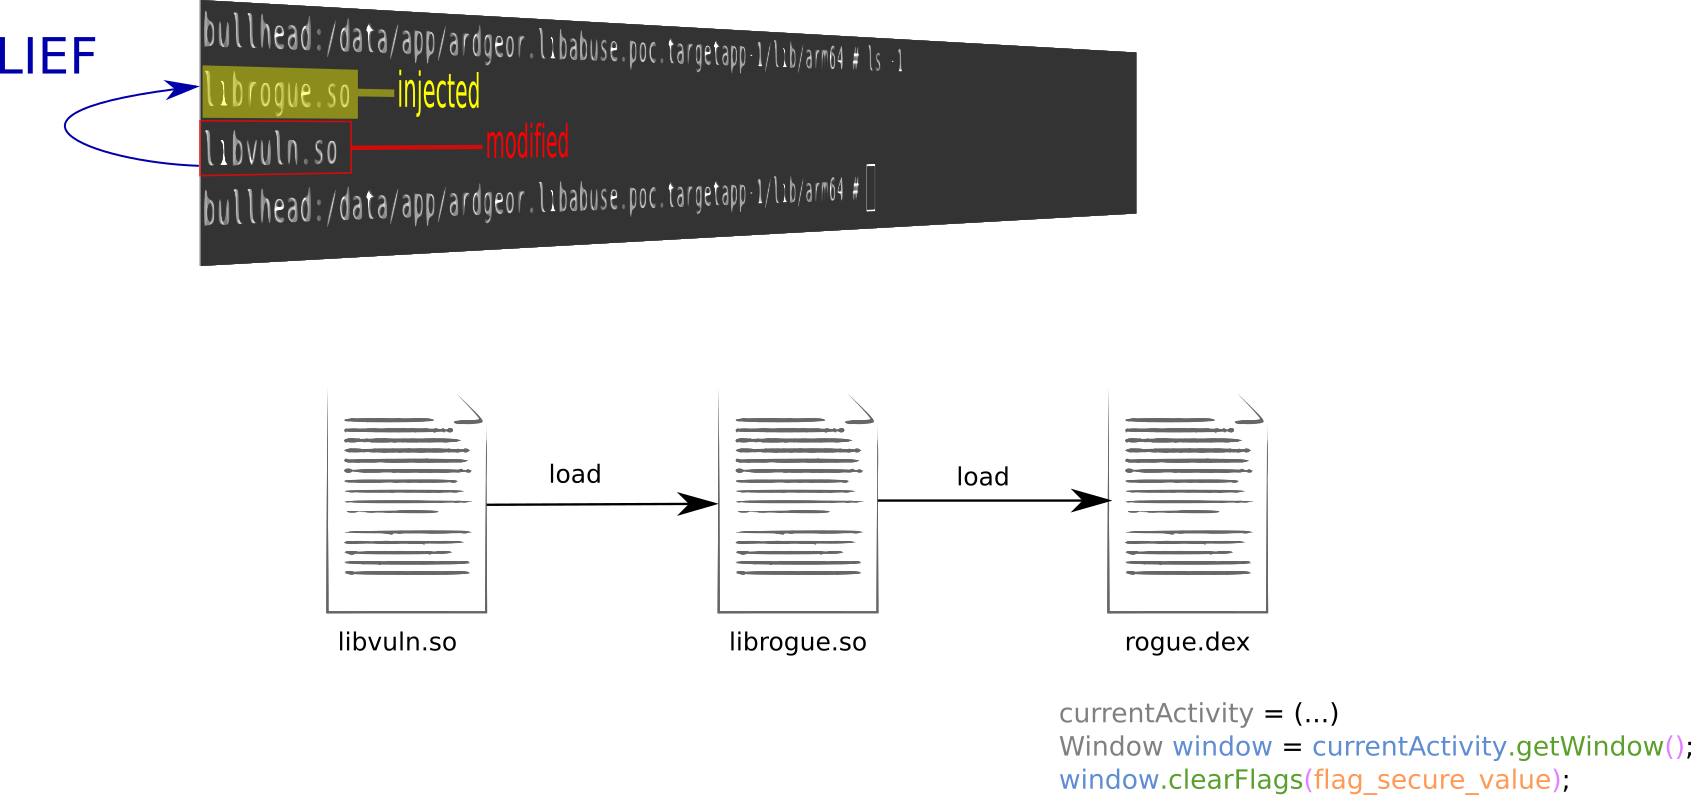 LIEF
bullhead:/data/app/ardgeor.libabuse.poc.targetapp-1/lib/arm64 # ls -1
librogue.so
injected
libvuln.so
modified
bullhead:/data/app/ardgeor.libabuse.poc.targetapp-1/lib/arm64 #
load
load
libvuln.so
librogue.so
rogue.dex
currentActivity = (...)
Window window = currentActivity.getWindow();
window.clearFlags(flag_secure_value);